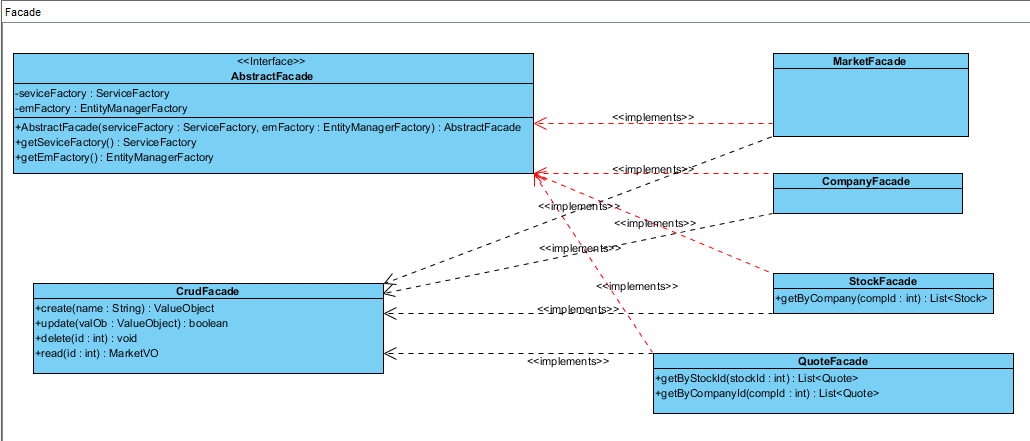 Facade
<<Interface>>
AbstractFacade
-seviceFactory : ServiceFactory
-emFactory : EntityManagerFactory
+AbstractFacade(serviceFactory : ServiceFactory, emFactory : EntityManagerFactory) : AbstractFacade
+getSeviceFactory() : ServiceFactory
+getEmFactory() : EntityManagerFactory
MarketFacade
<<implements>>
<<implements>>
CompanyFacade
<<implements>>
<<implements>>
<<implements>>
StockFacade
+getByCompany(compId : int) : List<Stock>
<<implements>>
CrudFacade
+create(name : String) : ValueObject
+update(valOb : ValueObject) : boolean
+delete(id : int) : void
+read(id : int) : MarketVO
<<implements>>
<<implements>>
QuoteFacade
+getByStockId(stockId : int) : List<Quote>
+getByCompanyId(compId : int) : List<Quote>